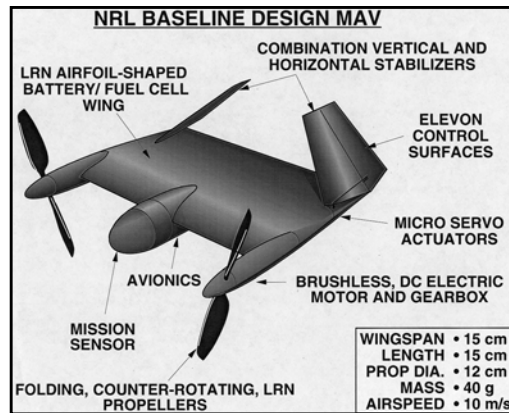 NRL BASELINE DESIGN MAV
COMBINATION VERTICAL AND
HORIZONTAL STABILIZERS
LRN AIRFOIL-SHAPED
BATTERY/ FUEL CELL
WING
ELEVON
CONTROL
SURFACES
MICRO SERVO
ACTUATORS
AVIONICS
BRUSHLESS, DC ELECTRIC
MOTOR AND GEARBOX
MISSION
SENSOR
FOLDING, COUNTER-ROTATING, LRN
PROPELLERS
WINGSPAN • 15 cm
LENGTH • 15 cm
PROP DIA. • 12 cm
MASS • 40 g
AIRSPEED • 10 m/s